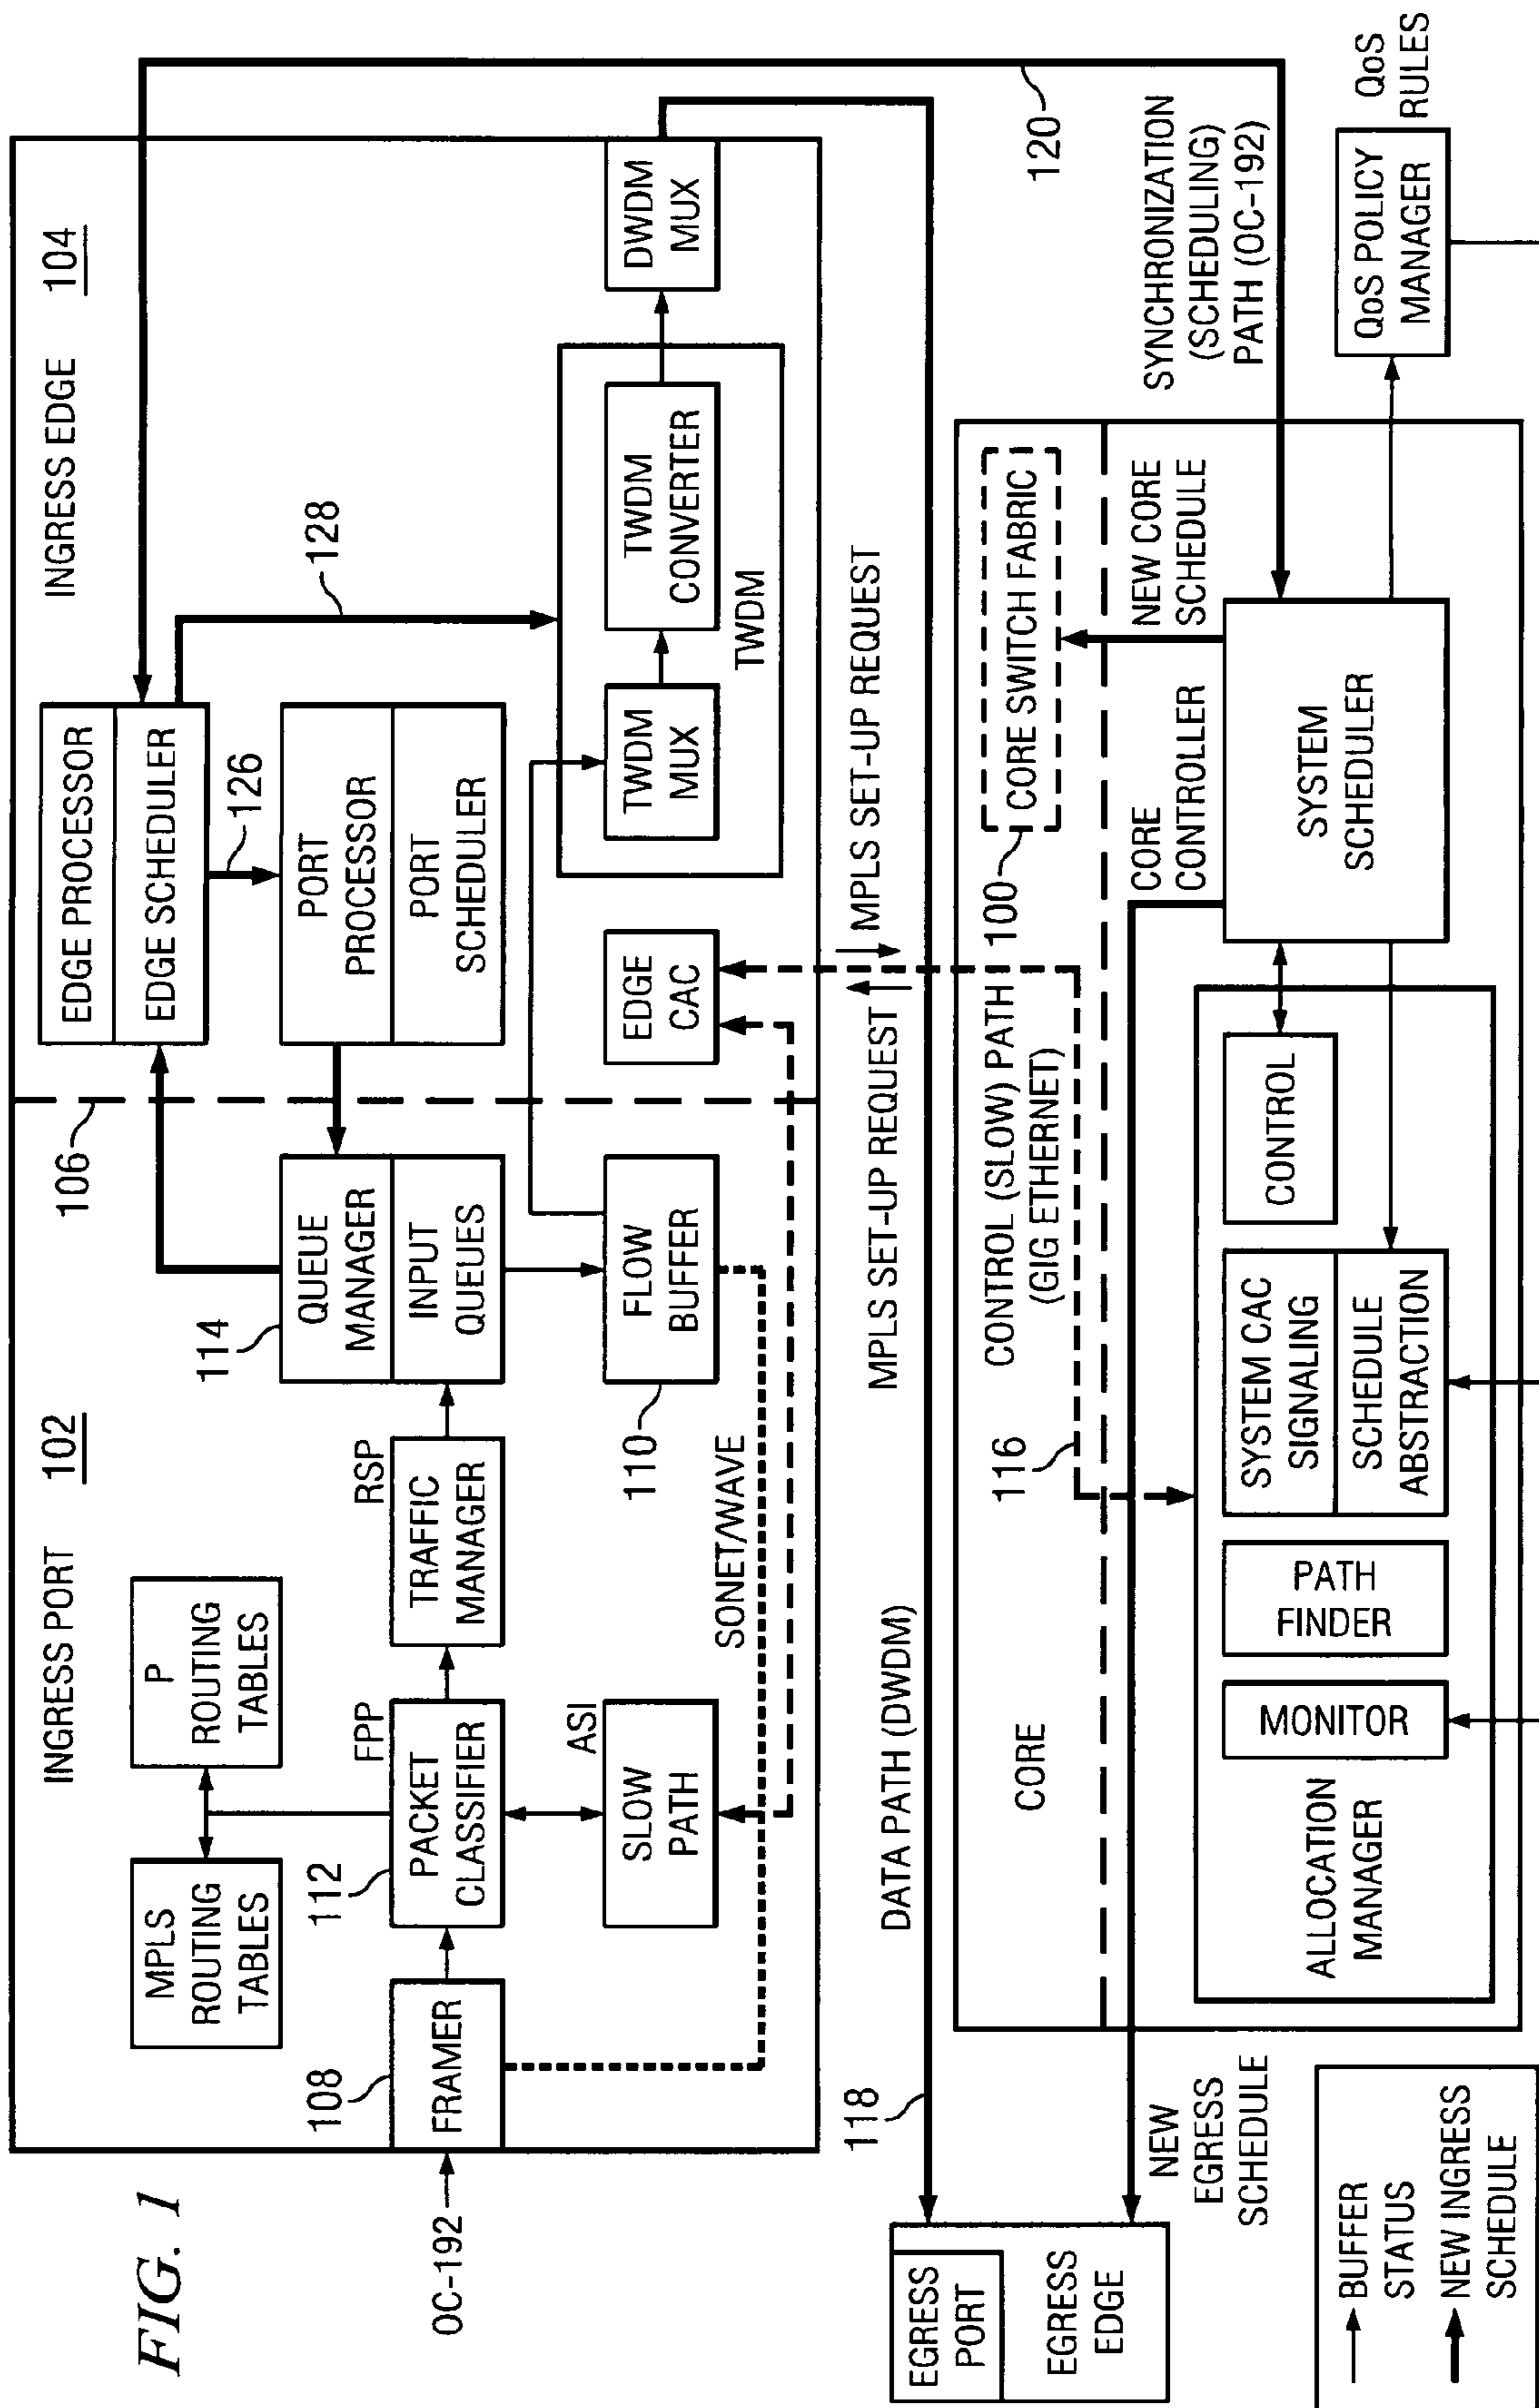 FIG. 1
INGRESS PORT
102
106
INGRESS EDGE
104
MPLS
ROUTING
TABLES
P
ROUTING
TABLES
OC-192
108
FRAMER
112
FPP
PACKET
CLASSIFIER
RSP
TRAFFIC
MANAGER
114
QUEUE
MANAGER
INPUT
QUEUES
EDGE PROCESSOR
EDGE SCHEDULER
126
128
PORT
PROCESSOR
PORT
SCHEDULER
ASI
SLOW
PATH
110
FLOW
BUFFER
SONET/WAVE
EDGE
CAC
TWDM
MUX
TWDM
CONVERTER
TWDM
DWDM
MUX
118
DATA PATH (DWDM)
MPLS SET-UP REQUEST
MPLS SET-UP REQUEST
EGRESS
PORT
EGRESS
EDGE
NEW
EGRESS
SCHEDULE
CORE
116
CONTROL (SLOW) PATH
(GIG ETHERNET)
100
CORE SWITCH FABRIC
CORE
CONTROLLER
NEW CORE
SCHEDULE
120
SYNCHRONIZATION
(SCHEDULING)
PATH (OC-192)
ALLOCATION
MANAGER
MONITOR
PATH
FINDER
SYSTEM CAC
SIGNALING
SCHEDULE
ABSTRACTION
CONTROL
SYSTEM
SCHEDULER
QoS POLICY
MANAGER
QoS
RULES
BUFFER
STATUS
NEW INGRESS
SCHEDULE